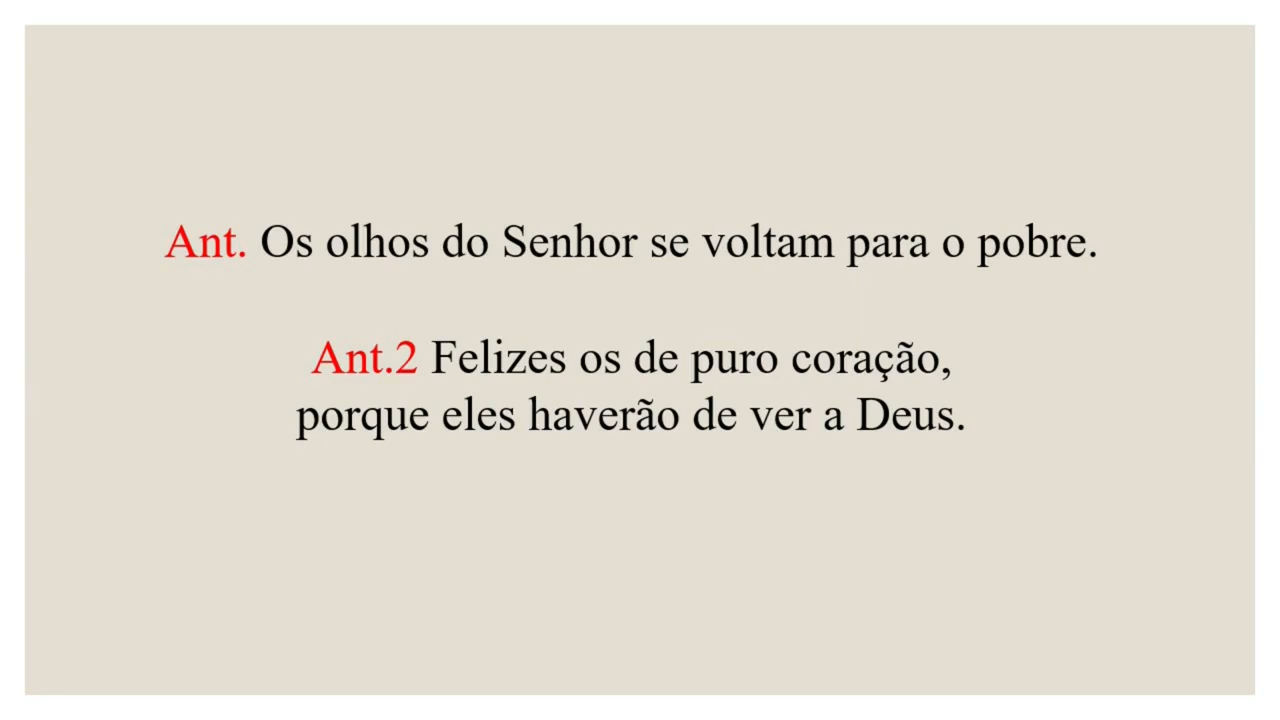 Ant. Os olhos do Senhor se voltam para o pobre.
Ant.2 Felizes os de puro coração,
porque eles haverão de ver a Deus.